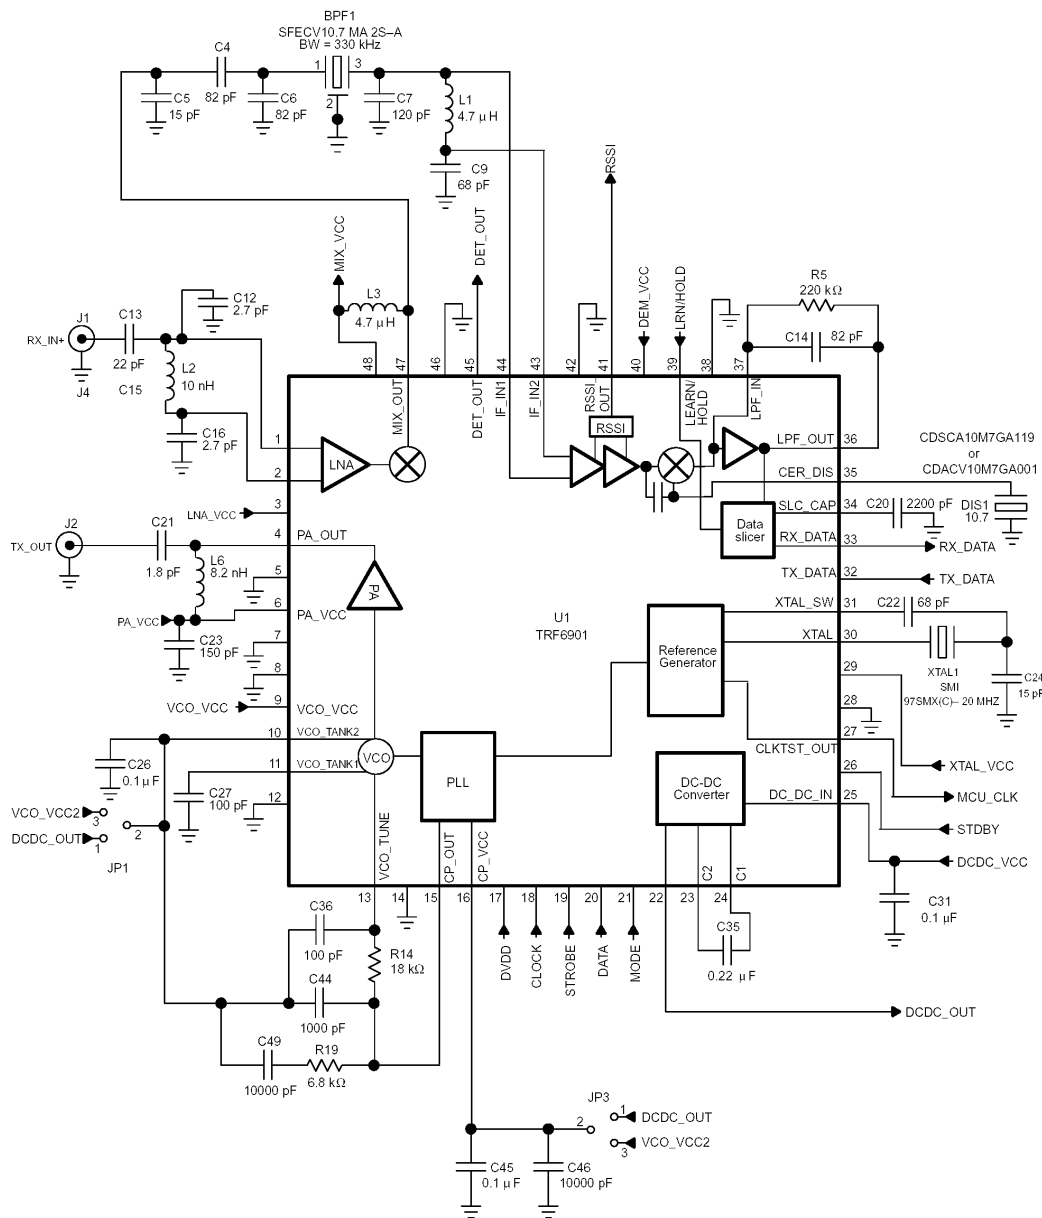 BPF1
SFECV10.7 MA 2S–A
BW = 330 kHz
C4
82 pF
1
3
2
C5
15 pF
C6
82 pF
C7
120 pF
L1
4.7 µ H
C9
68 pF
RSSI
MIX_VCC
DET_OUT
L3
4.7 µ H
DEM_VCC
LRN/HOLD
R5
220 kΩ
C14
82 pF
C12
2.7 pF
J1
RX_IN+
C13
22 pF
J4
C15
L2
10 nH
C16
2.7 pF
48
47
46
45
44
43
42
41
40
39
38
37
MIX_OUT
DET_OUT
IF_IN1
IF_IN2
RSSI_
OUT
LEARN/
HOLD
LPF_IN
RSSI
1
2
LNA
LPF_OUT
36
CDSCA10M7GA119
or
CDACV10M7GA001
CER_DIS
35
SLC_CAP
34
C20
2200 pF
DIS1
10.7
Data
slicer
RX_DATA
33
RX_DATA
LNA_VCC
3
J2
TX_OUT
C21
1.8 pF
4
PA_OUT
L6
8.2 nH
5
PA
PA_VCC
6
PA_VCC
C23
150 pF
7
8
VCO_VCC
9
VCO_VCC
TX_DATA
32
TX_DATA
XTAL_SW
31
C22
68 pF
XTAL
30
U1
TRF6901
Reference
Generator
XTAL1
SMI
97SMX(C)– 20 MHZ
C24
15 pF
29
28
27
CLKTST_OUT
10
VCO_TANK2
C26
0.1 µ F
11
VCO_TANK1
VCO
C27
100 pF
12
VCO_VCC2
3
2
DCDC_OUT
1
JP1
PLL
DC-DC
Converter
26
XTAL_VCC
DC_DC_IN
25
MCU_CLK
STDBY
DCDC_VCC
C31
0.1 µF
VCO_TUNE
CP_OUT
CP_VCC
C2
C1
13
14
15
16
17
18
19
20
21
22
23
24
DVDD
CLOCK
STROBE
DATA
MODE
C35
0.22 µ F
C36
100 pF
R14
18 kΩ
C44
1000 pF
DCDC_OUT
C49
10000 pF
R19
6.8 kΩ
JP3
1
DCDC_OUT
2
VCO_VCC2
3
C45
0.1 µ F
C46
10000 pF